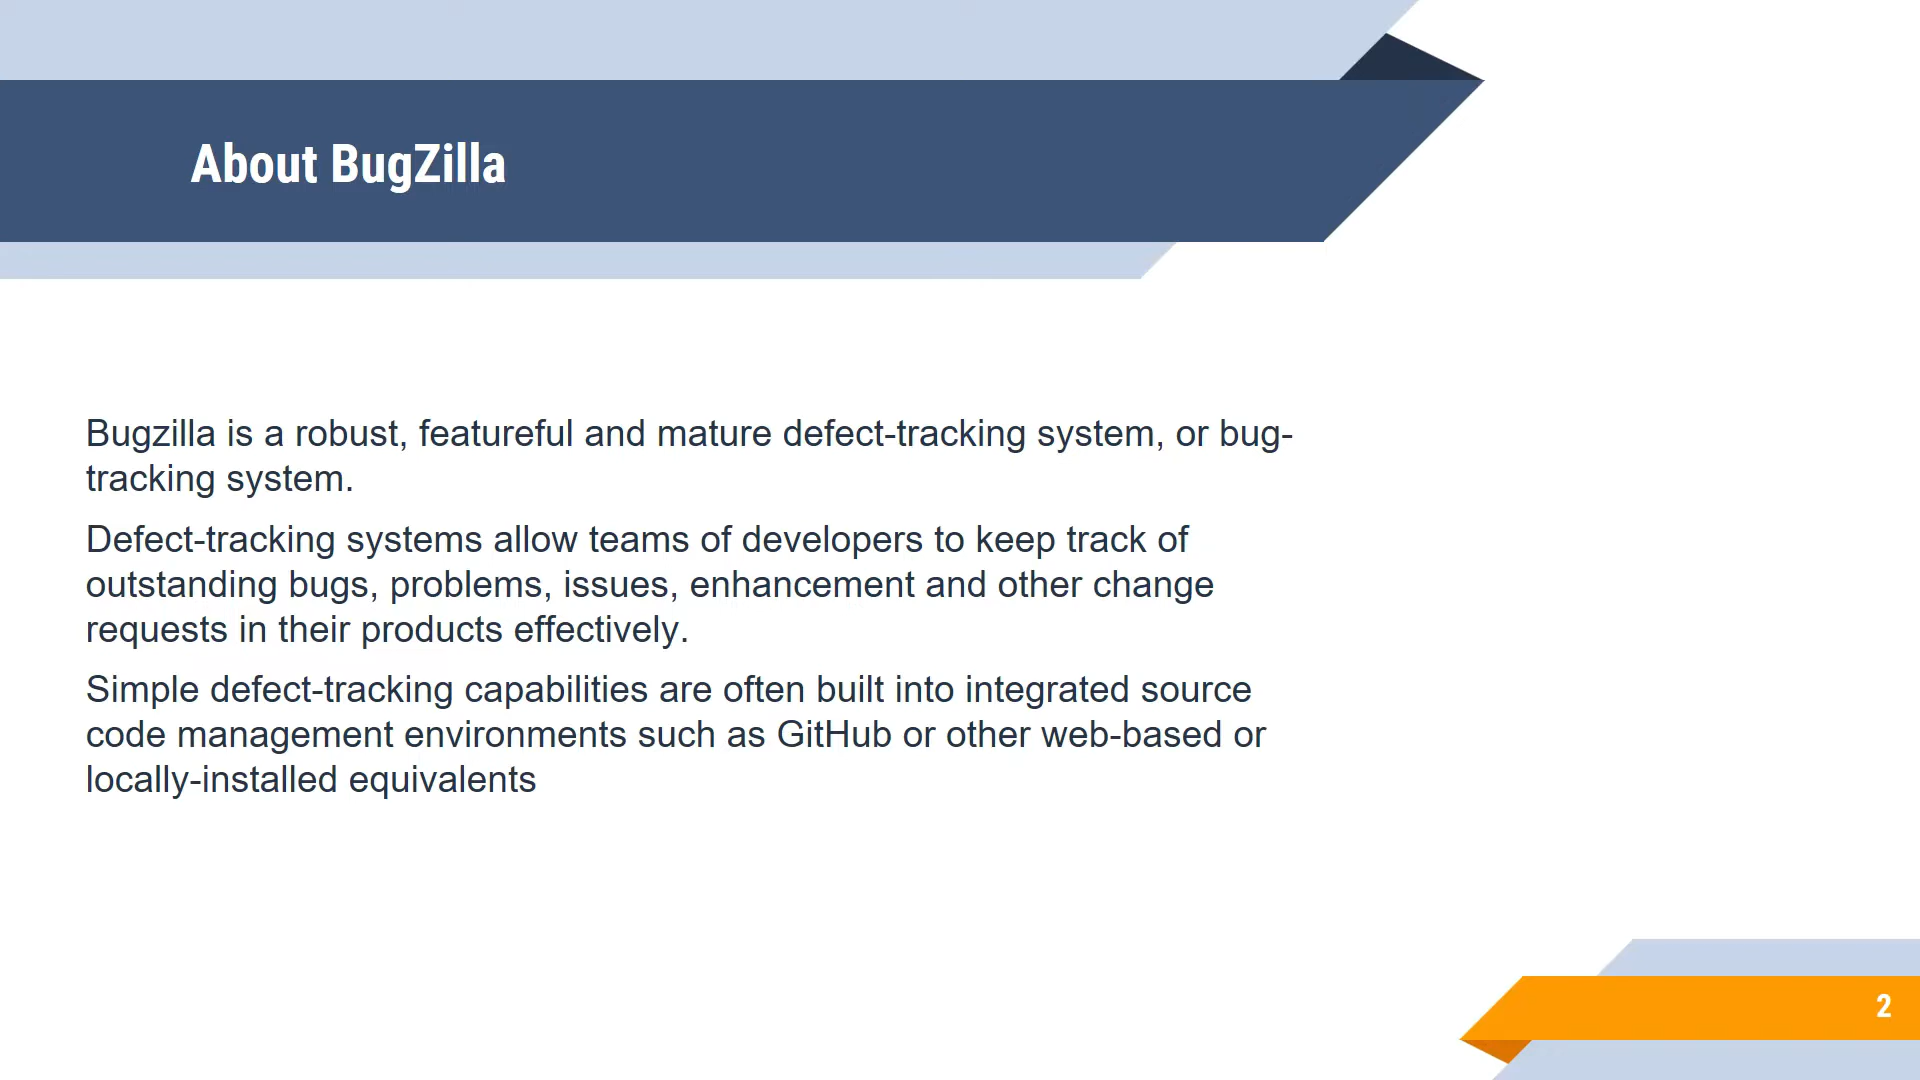 About BugZilla
Bugzilla is a robust, featureful and mature defect-tracking system, or bug-
tracking system.
Defect-tracking systems allow teams of developers to keep track of
outstanding bugs, problems, issues, enhancement and other change
requests in their products effectively.
Simple defect-tracking capabilities are often built into integrated source
code management environments such as GitHub or other web-based or
locally-installed equivalents
2